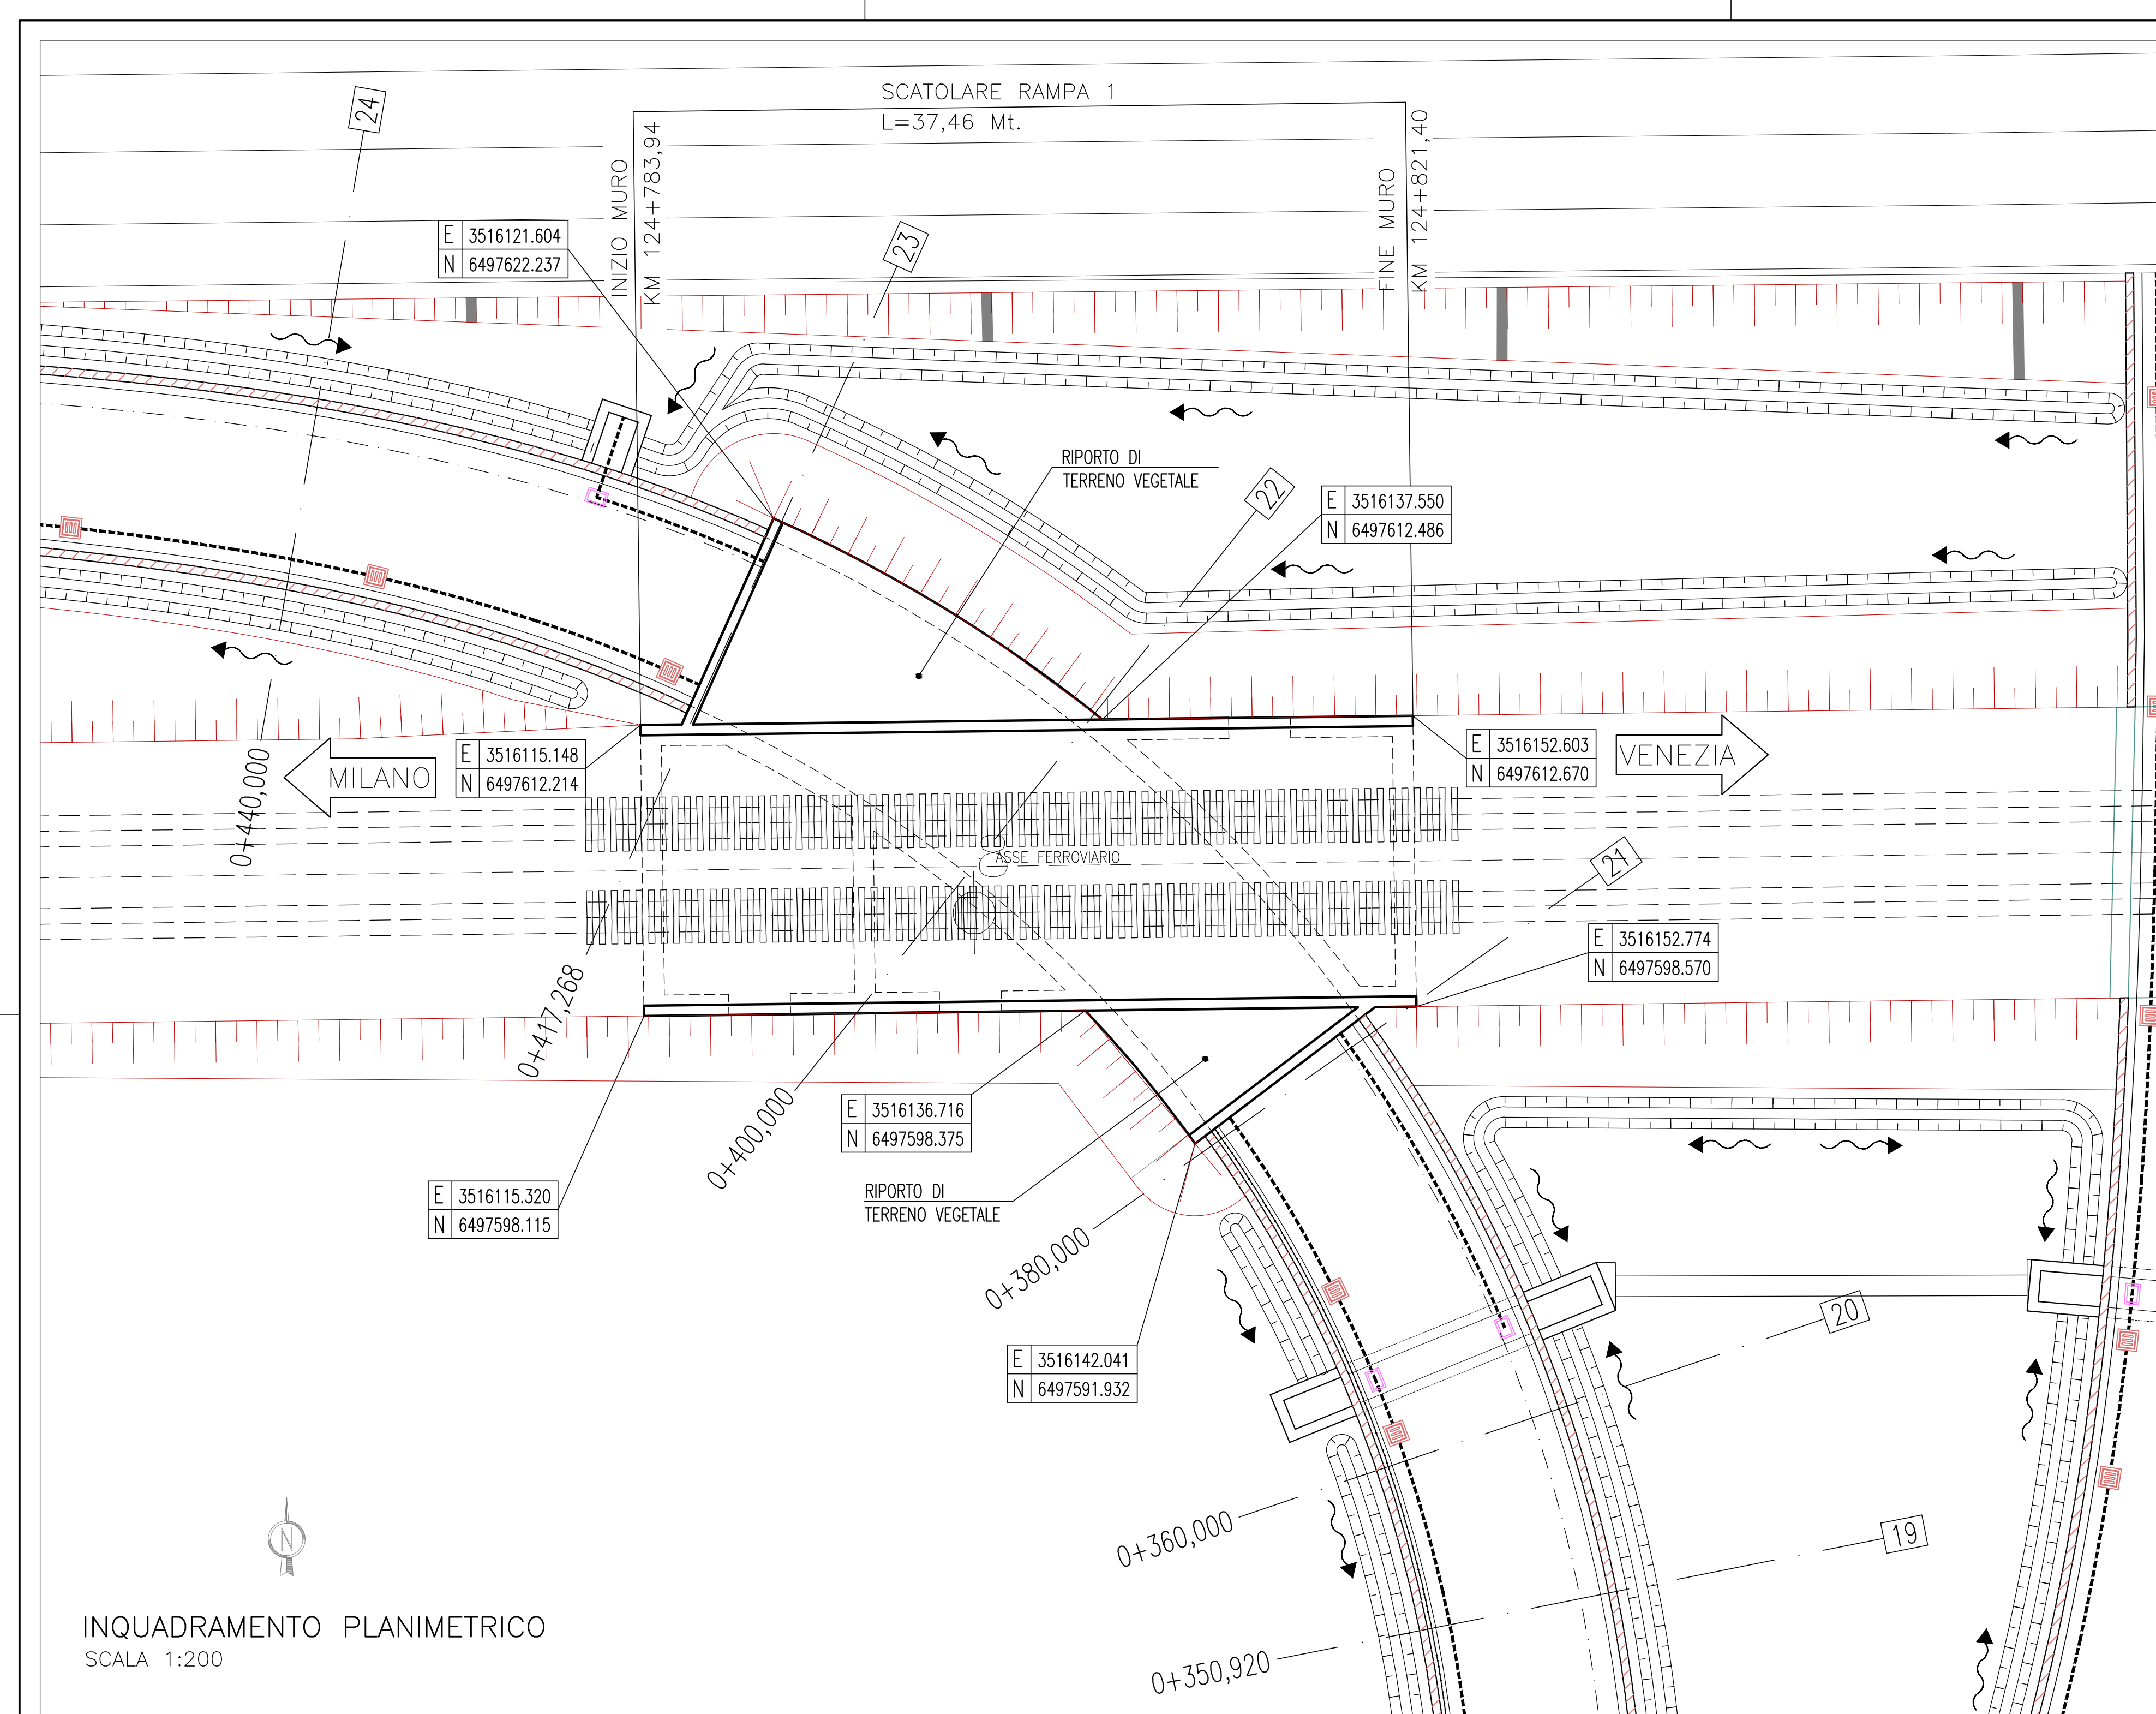 SCATOLARE RAMPA 1
L=37,46 Mt.
INIZIO MURO
KM 124+783,94
FINE MURO
KM 124+821,40
24
23
E 3516121.604
N 6497622.237
RIPORTO DI
TERRENO VEGETALE
22
E 3516137.550
N 6497612.486
E 3516115.148
N 6497612.214
MILANO
0+440,000
E 3516152.603
N 6497612.670
VENEZIA
ASSE FERROVIARIO
21
E 3516152.774
N 6497598.570
0+417,268
0+400,000
E 3516136.716
N 6497598.375
E 3516115.320
N 6497598.115
RIPORTO DI
TERRENO VEGETALE
0+380,000
E 3516142.041
N 6497591.932
20
0+360,000
19
0+350,920
N
INQUADRAMENTO PLANIMETRICO
SCALA 1:200